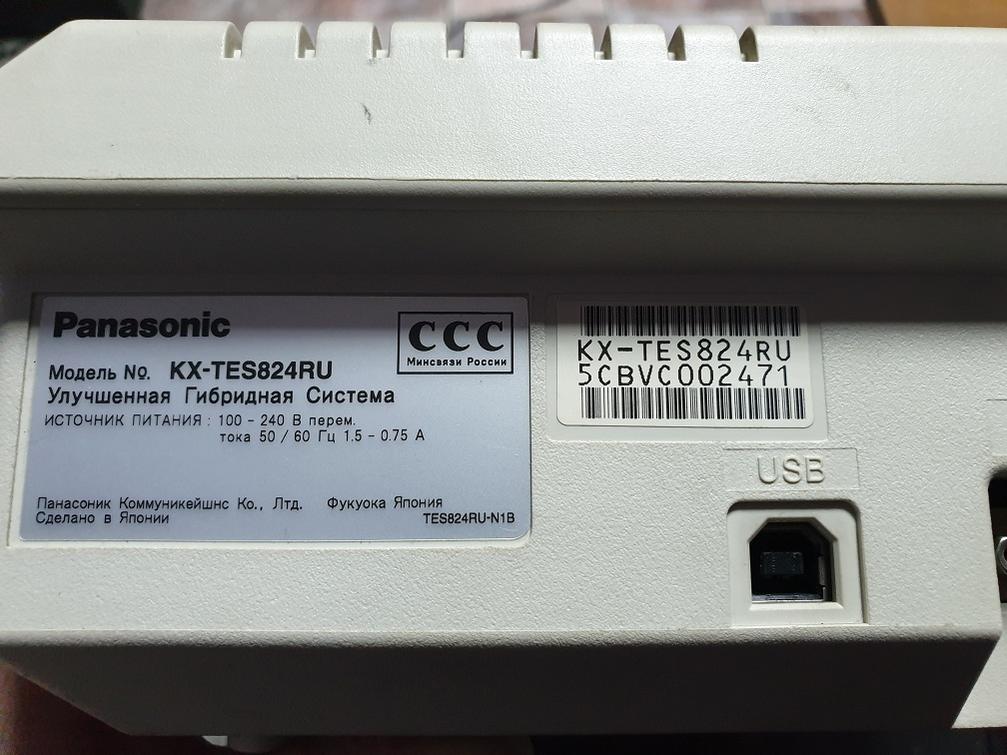 Panasonic
ССС
Минсвязи России
Модель No. KX-TES824RU
Улучшенная Гибридная Система
ИСТОЧНИК ПИТАНИЯ : 100 - 240 В перем.
тока 50 / 60 Гц 1.5 - 0.75 А
Панасоник Коммуникейшнс Ко., Лтд. Фукуока Япония
Сделано в Японии TES824RU-N1B
KX-TES824RU
5CBVC002471
USB